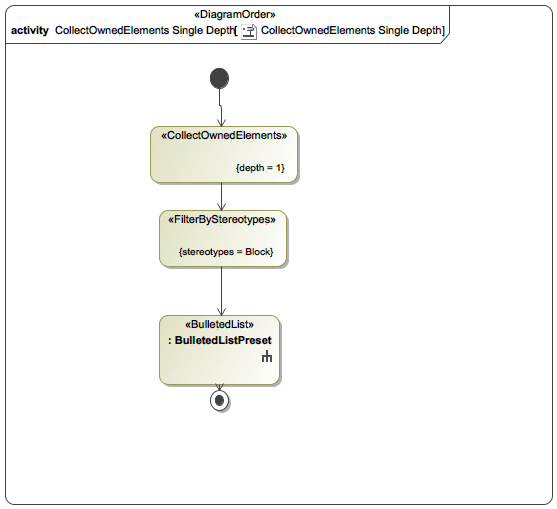 «DiagramOrder»
activity CollectOwnedElements Single Depth[ CollectOwnedElements Single Depth]
«CollectOwnedElements»
{depth = 1}
«FilterByStereotypes»
{stereotypes = Block}
«BulletedList»
: BulletedListPreset